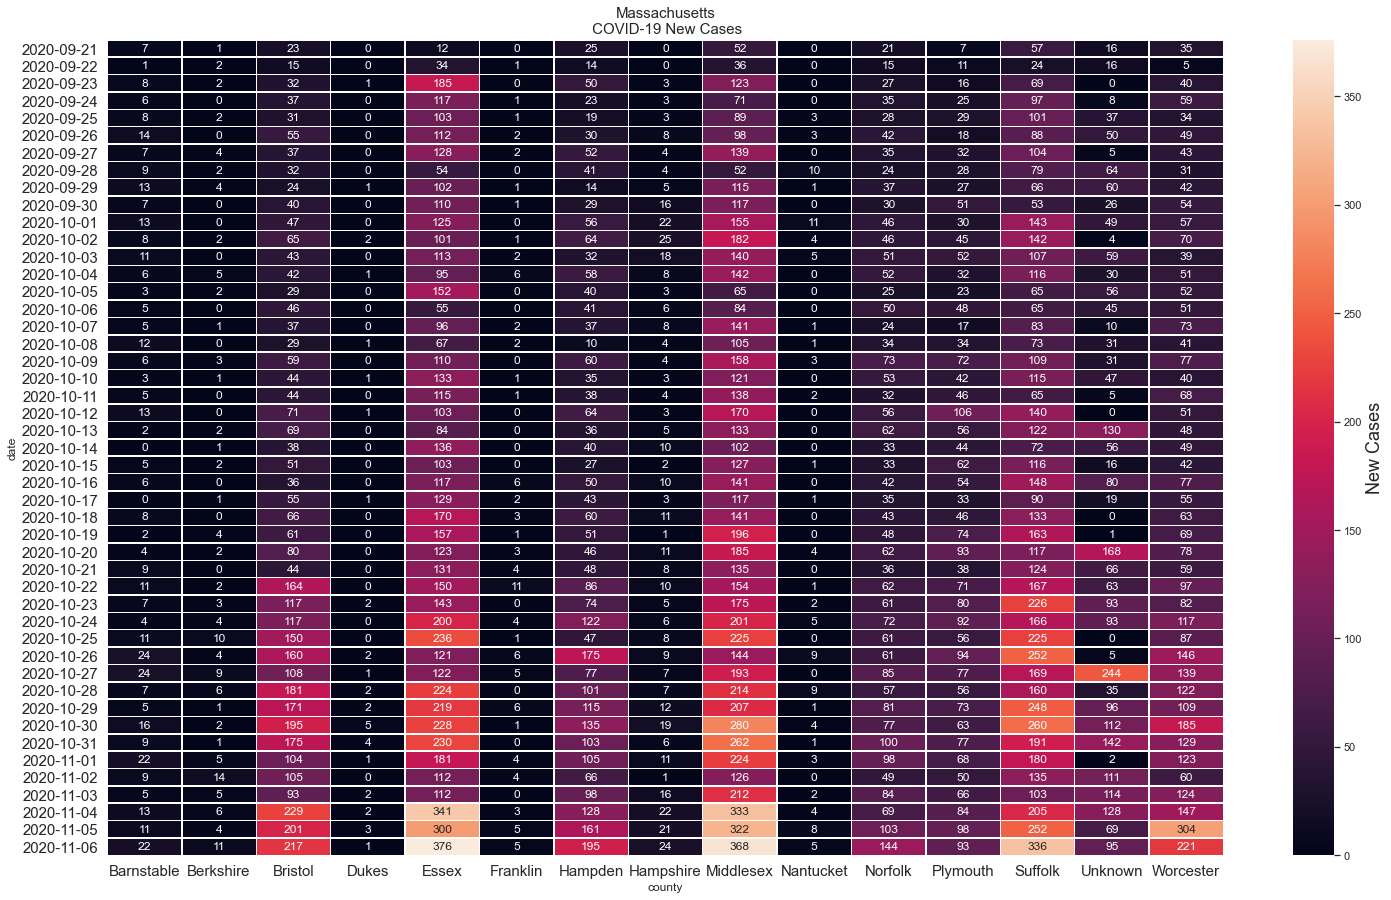 Massachusetts
COVID-19 New Cases
2020-09-21 7 1 23 0 12 0 25 0 52 0 21 7 57 16 35
2020-09-22 1 2 15 0 34 1 14 0 36 0 15 11 24 16 5
2020-09-23 8 2 32 1 185 0 50 3 123 0 27 16 69 0 40
2020-09-24 6 0 37 0 117 1 23 3 71 0 35 25 97 8 59
2020-09-25 8 2 31 0 103 1 19 3 89 3 28 29 101 37 34
2020-09-26 14 0 55 0 112 2 30 8 98 3 42 18 88 50 49
2020-09-27 7 4 37 0 128 2 52 4 139 0 35 32 104 5 43
2020-09-28 9 2 32 0 54 0 41 4 52 10 24 28 79 64 31
2020-09-29 13 4 24 1 102 1 14 5 115 1 37 27 66 60 42
2020-09-30 7 0 40 0 110 1 29 16 117 0 30 51 53 26 54
2020-10-01 13 0 47 0 125 0 56 22 155 11 46 30 143 49 57
2020-10-02 8 2 65 2 101 1 64 25 182 4 46 45 142 4 70
2020-10-03 11 0 43 0 113 2 32 18 140 5 51 52 107 59 39
2020-10-04 6 5 42 1 95 6 58 8 142 0 52 32 116 30 51
2020-10-05 3 2 29 0 152 0 40 3 65 0 25 23 65 56 52
2020-10-06 5 0 46 0 55 0 41 6 84 0 50 48 65 45 51
2020-10-07 5 1 37 0 96 2 37 8 141 1 24 17 83 10 73
2020-10-08 12 0 29 1 67 2 10 4 105 1 34 34 73 31 41
2020-10-09 6 3 59 0 110 0 60 4 158 3 73 72 109 31 77
2020-10-10 3 1 44 1 133 1 35 3 121 0 53 42 115 47 40
2020-10-11 5 0 44 0 115 1 38 4 138 2 32 46 65 5 68
2020-10-12 13 0 71 1 103 0 64 3 170 0 56 106 140 0 51
2020-10-13 2 2 69 0 84 0 36 5 133 0 62 56 122 130 48
2020-10-14 0 1 38 0 136 0 40 10 102 0 33 44 72 56 49
2020-10-15 5 2 51 0 103 0 27 2 127 1 33 62 116 16 42
2020-10-16 6 0 36 0 117 6 50 10 141 0 42 54 148 80 77
2020-10-17 0 1 55 1 129 2 43 3 117 1 35 33 90 19 55
2020-10-18 8 0 66 0 170 3 60 11 141 0 43 46 133 0 63
2020-10-19 2 4 61 0 157 1 51 1 196 0 48 74 163 1 69
2020-10-20 4 2 80 0 123 3 46 11 185 4 62 93 117 168 78
2020-10-21 9 0 44 0 131 4 48 8 135 0 36 38 124 66 59
2020-10-22 11 2 164 0 150 11 86 10 154 1 62 71 167 63 97
2020-10-23 7 3 117 2 143 0 74 5 175 2 61 80 226 93 82
2020-10-24 4 4 117 0 200 4 122 6 201 5 72 92 166 93 117
2020-10-25 11 10 150 0 236 1 47 8 225 0 61 56 225 0 87
2020-10-26 24 4 160 2 121 6 175 9 144 9 61 94 252 5 146
2020-10-27 24 9 108 1 122 5 77 7 193 0 85 77 169 244 139
2020-10-28 7 6 181 2 224 0 101 7 214 9 57 56 160 35 122
2020-10-29 5 1 171 2 219 6 115 12 207 1 81 73 248 96 109
2020-10-30 16 2 195 5 228 1 135 19 280 4 77 63 260 112 185
2020-10-31 9 1 175 4 230 0 103 6 262 1 100 77 191 142 129
2020-11-01 22 5 104 1 181 4 105 11 224 3 98 68 180 2 123
2020-11-02 9 14 105 0 112 4 66 1 126 0 49 50 135 111 60
2020-11-03 5 5 93 2 112 0 98 16 212 2 84 66 103 114 124
2020-11-04 13 6 229 2 341 3 128 22 333 4 69 84 205 128 147
2020-11-05 11 4 201 3 300 5 161 21 322 8 103 98 252 69 304
2020-11-06 22 11 217 1 376 5 195 24 368 5 144 93 336 95 221
Barnstable Berkshire Bristol Dukes Essex Franklin Hampden Hampshire Middlesex Nantucket Norfolk Plymouth Suffolk Unknown Worcester
county
date
350
300
250
200
150
100
50
0
New Cases